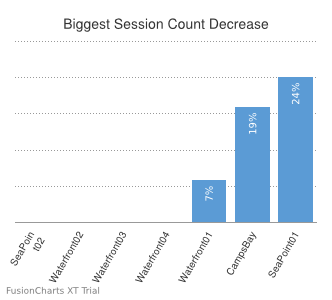 Biggest Session Count Decrease
7%
19%
24%
SeaPoin
t02
Waterfront02
Waterfront03
Waterfront04
Waterfront01
CampsBay
SeaPoint01
FusionCharts XT Trial